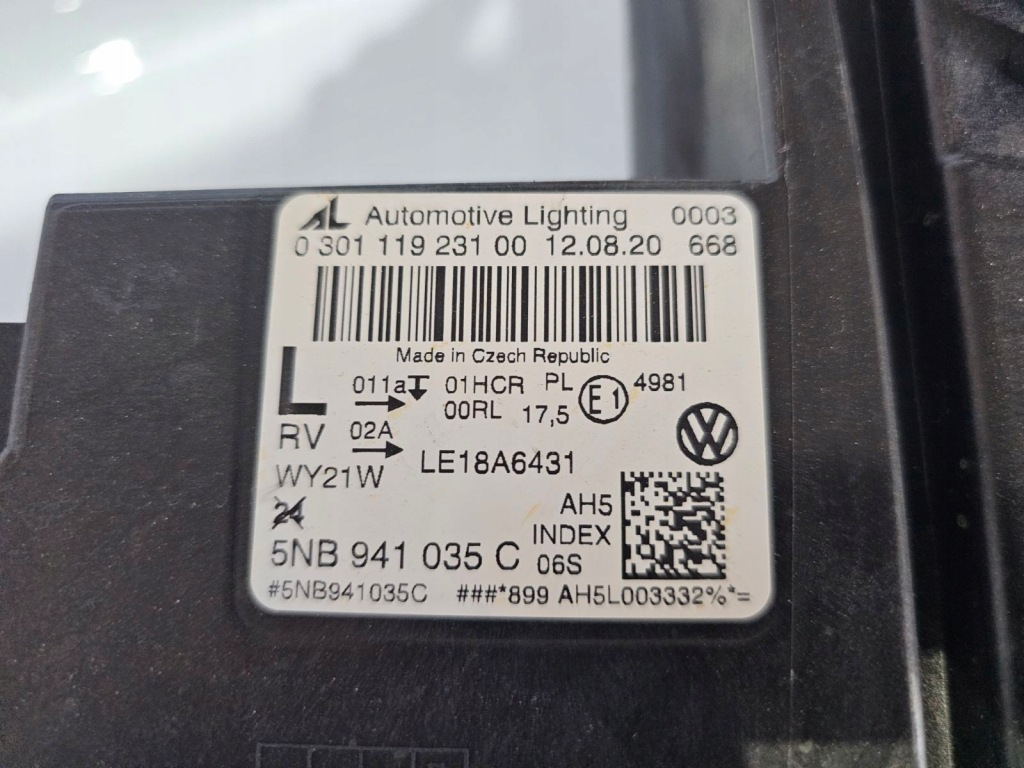 AL Automotive Lighting 0003
0 301 119 231 00 12.08.20 668
Made in Czech Republic
L 011a 01HCR PL E1 4981
00RL 17,5
RV 02A
WY21W LE18A6431
24 AH5
INDEX
5NB 941 035 C 06S
#5NB941035C ###*899 AH5L003332%*=